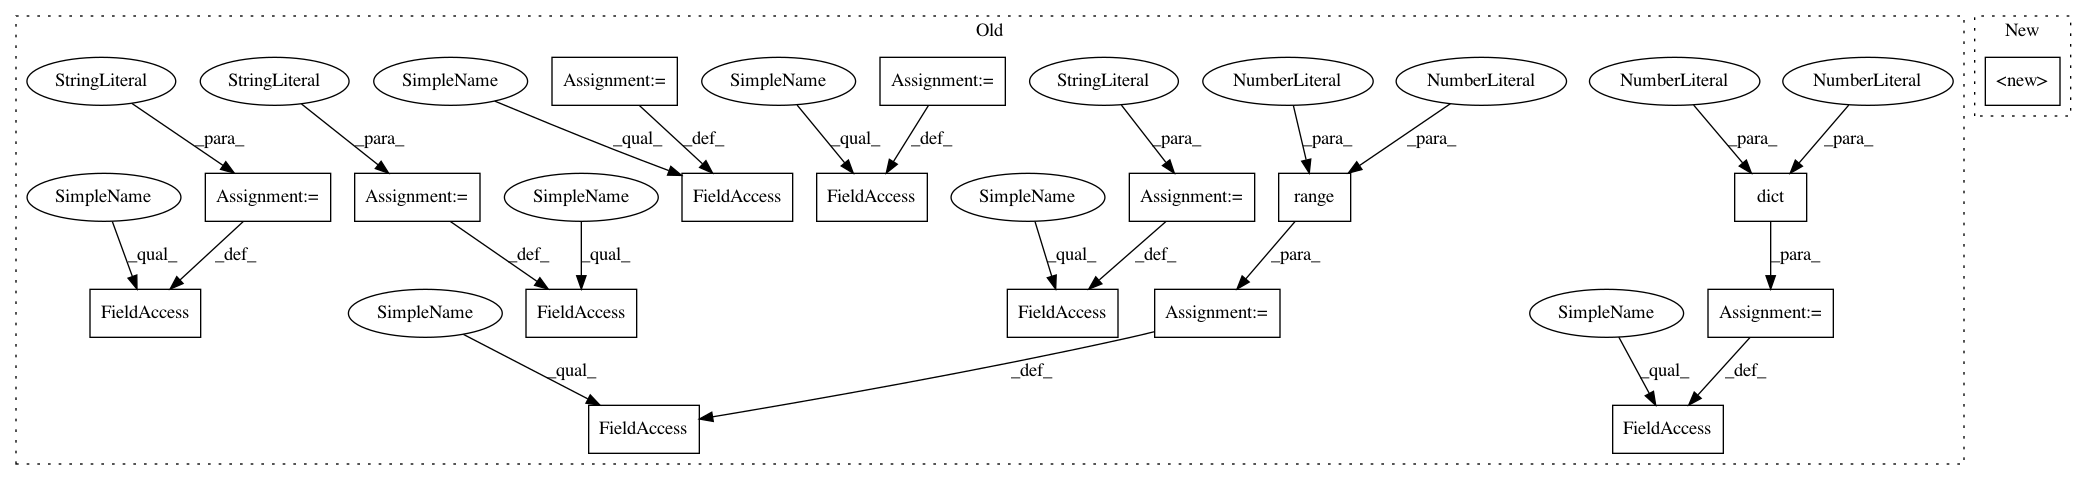 Old
New
StringLiteral
StringLiteral
SimpleName
Assignment:=
SimpleName
Assignment:=
StringLiteral
NumberLiteral
NumberLiteral
NumberLiteral
NumberLiteral
<new>
_para_
_para_
_qual_
_def_
_qual_
_def_
_para_
_para_
_para_
_para_
_para_
SimpleName
Assignment:=
Assignment:=
SimpleName
FieldAccess
FieldAccess
SimpleName
Assignment:=
range
dict
_qual_
_def_
_def_
_qual_
_qual_
_def_
_para_
_para_
FieldAccess
SimpleName
FieldAccess
FieldAccess
Assignment:=
SimpleName
Assignment:=
_qual_
_def_
_qual_
_def_
FieldAccess
FieldAccess